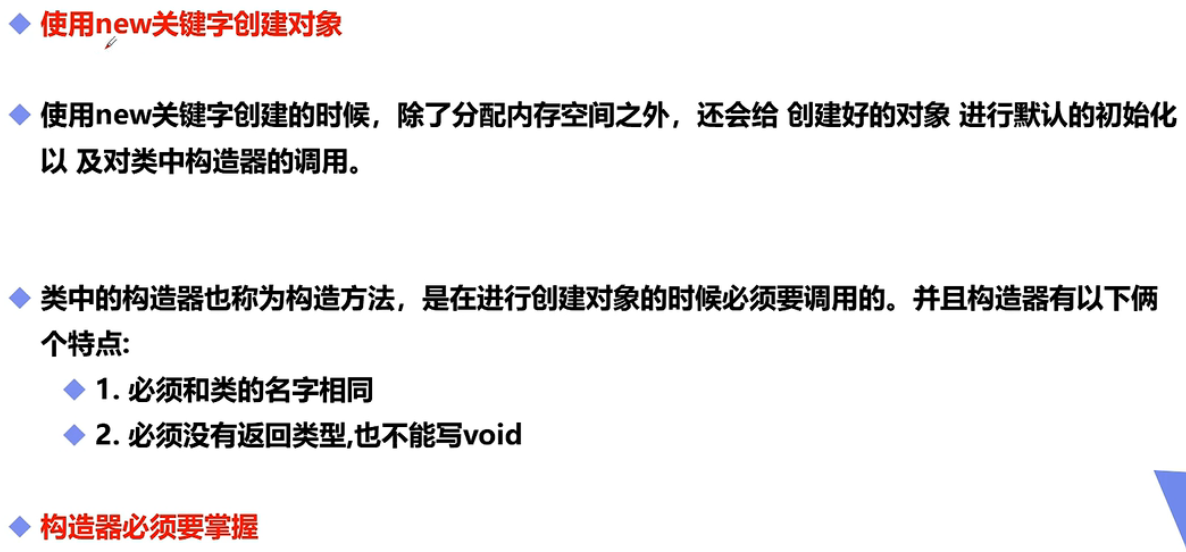 使用new关键字创建对象
使用new关键字创建的时候，除了分配内存空间之外，还会给 创建好的对象 进行默认的初始化
以 及对类中构造器的调用。
类中的构造器也称为构造方法，是在进行创建对象的时候必须要调用的。并且构造器有以下俩
个特点:
1. 必须和类的名字相同
2. 必须没有返回类型,也不能写void
构造器必须要掌握